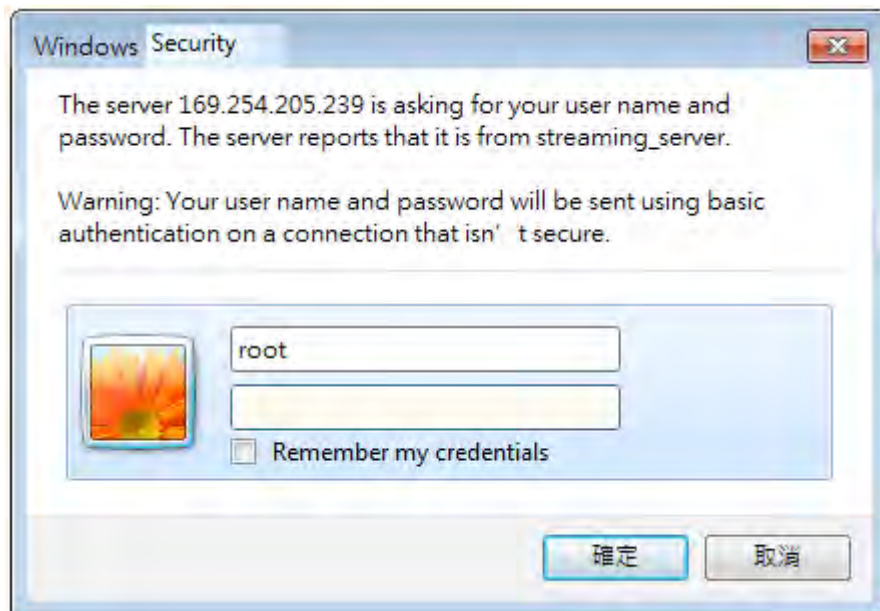 Windows Security
The server 169.254.205.239 is asking for your user name and
password. The server reports that it is from streaming_server.
Warning: Your user name and password will be sent using basic
authentication on a connection that isn’ t secure.
root
Remember my credentials
確定
取消